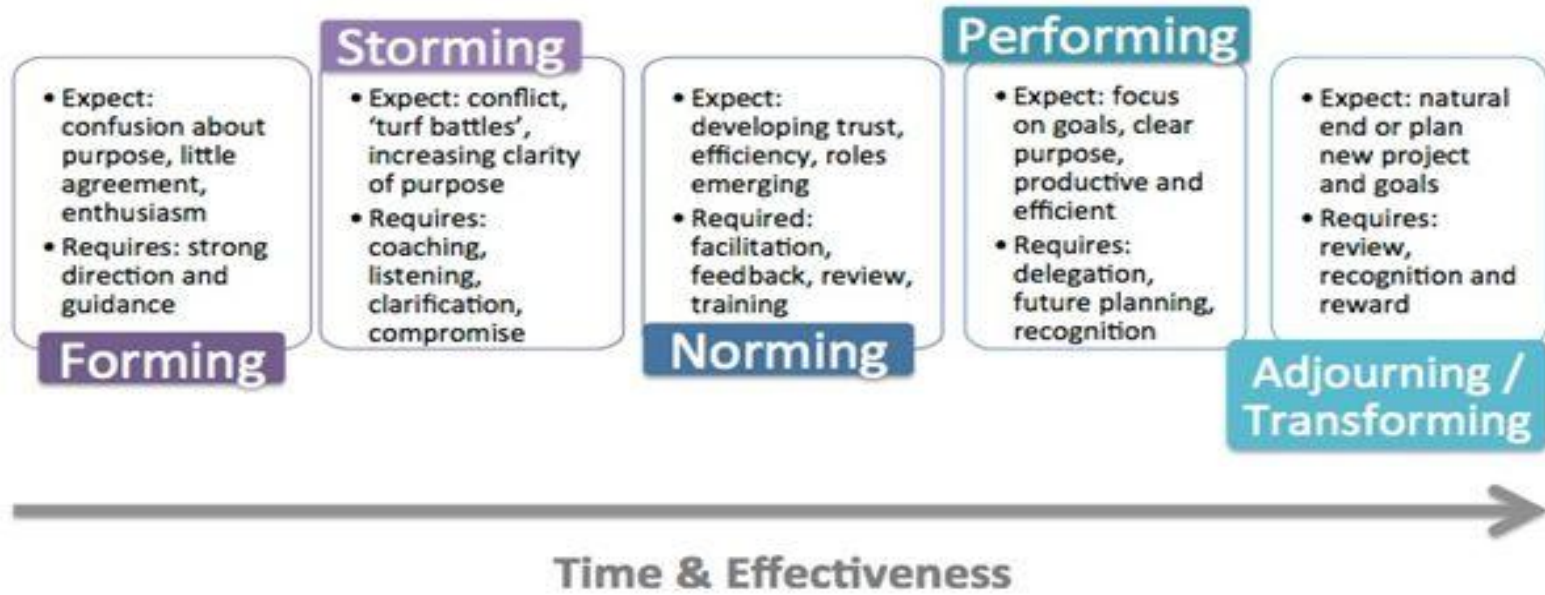 Forming
• Expect:
confusion about
purpose, little
agreement,
enthusiasm
• Requires: strong
direction and
guidance
Storming
• Expect: conflict,
‘turf battles’,
increasing clarity
of purpose
• Requires:
coaching,
listening,
clarification,
compromise
Norming
• Expect:
developing trust,
efficiency, roles
emerging
• Required:
facilitation,
feedback, review,
training
Performing
• Expect: focus
on goals, clear
purpose,
productive and
efficient
• Requires:
delegation,
future planning,
recognition
Adjourning /
Transforming
• Expect: natural
end or plan
new project
and goals
• Requires:
review,
recognition and
reward
Time & Effectiveness